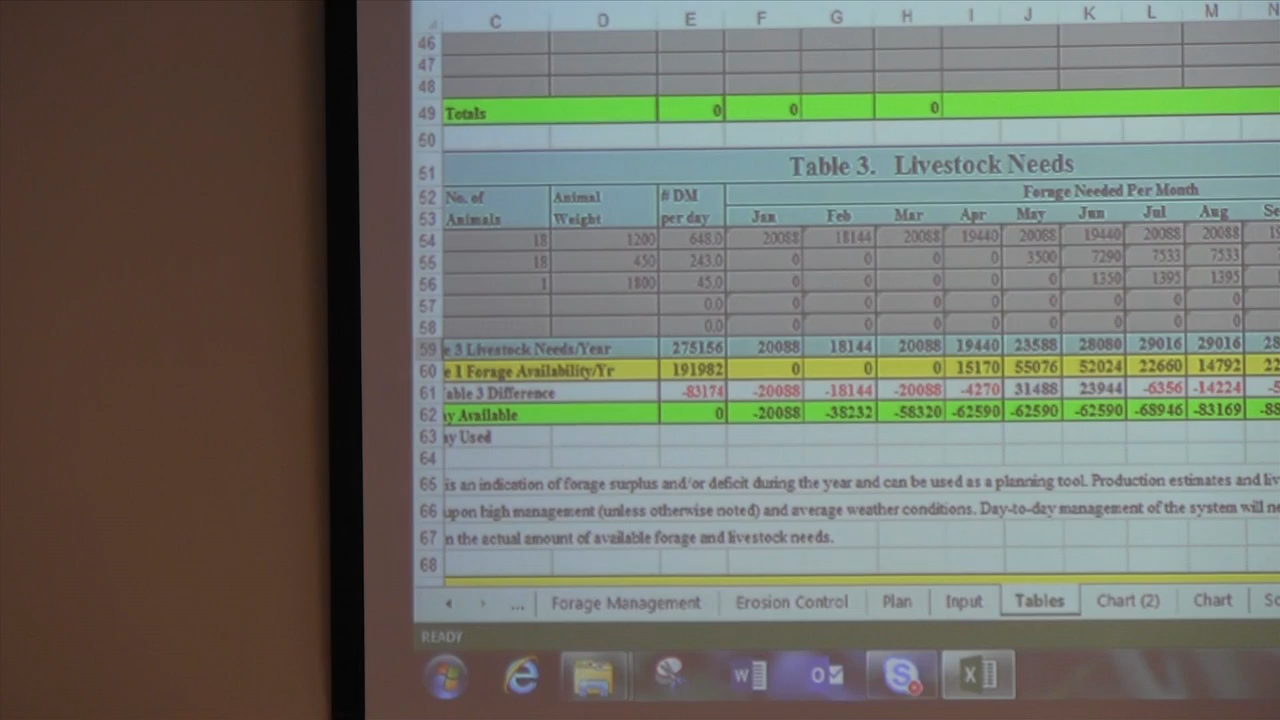 C D E F G H I J K L M N
46
47
48
49 Totals 0 0 0
50
51 Table 3. Livestock Needs
52 No. of Animal # DM Forage Needed Per Month
53 Animals Weight per day Jan Feb Mar Apr May Jun Jul Aug
54 18 1200 648.0 20088 18144 20088 19440 20088 19440 20088 20088
55 18 450 243.0 0 0 0 0 3500 7290 7533 7533
56 1 1800 45.0 0 0 0 0 0 1350 1395 1395
57 0.0 0 0 0 0 0 0 0 0
58 0.0 0 0 0 0 0 0 0 0
59 e 3 Livestock Needs/Year 275156 20088 18144 20088 19440 23588 28080 29016 29016 28
60 e 1 Forage Availability/Yr 191982 0 0 0 15170 55076 52024 22660 14792 22
61 able 3 Difference -83174 -20088 -18144 -20088 -4270 31488 23944 -6356 -14224
62 y Available 0 -20088 -38232 -58320 -62590 -62590 -62590 -68946 -83169 -88
63 ay Used
64
65 is an indication of forage surplus and/or deficit during the year and can be used as a planning tool. Production estimates and liv
66 upon high management (unless otherwise noted) and average weather conditions. Day-to-day management of the system will ne
67 n the actual amount of available forage and livestock needs.
68
... Forage Management Erosion Control Plan Input Tables Chart (2) Chart
READY